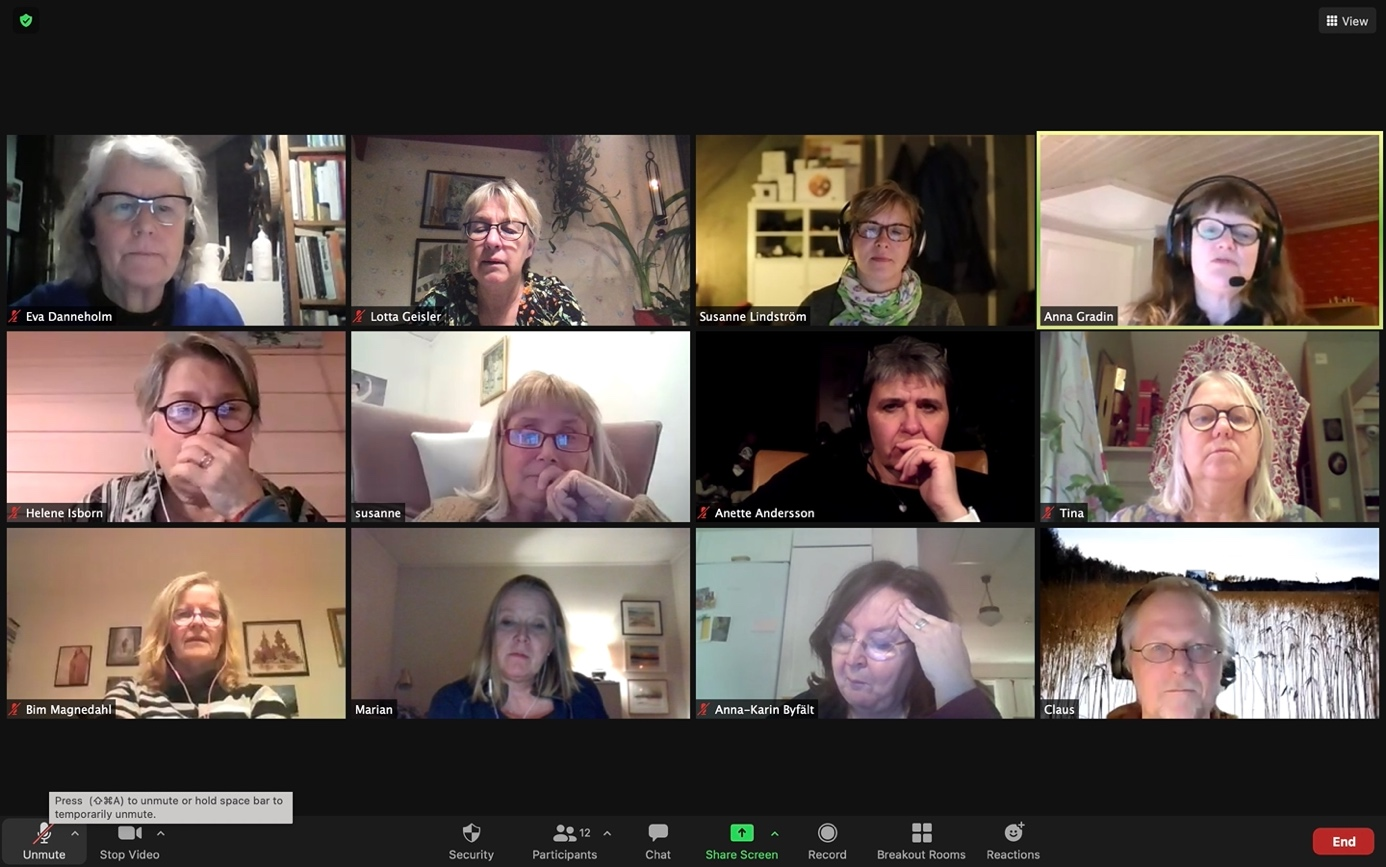 View
Eva Danneholm
Lotta Geisler
Susanne Lindström
Anna Gradin
Helene Isborn
susanne
Anette Andersson
Tina
Bim Magnedahl
Marian
Anna-Karin Byfält
Claus
Press (⇧⌘A) to unmute or hold space bar to
temporarily unmute.
Unmute
Stop Video
Security
12
Participants
Chat
Share Screen
Record
Breakout Rooms
Reactions
End